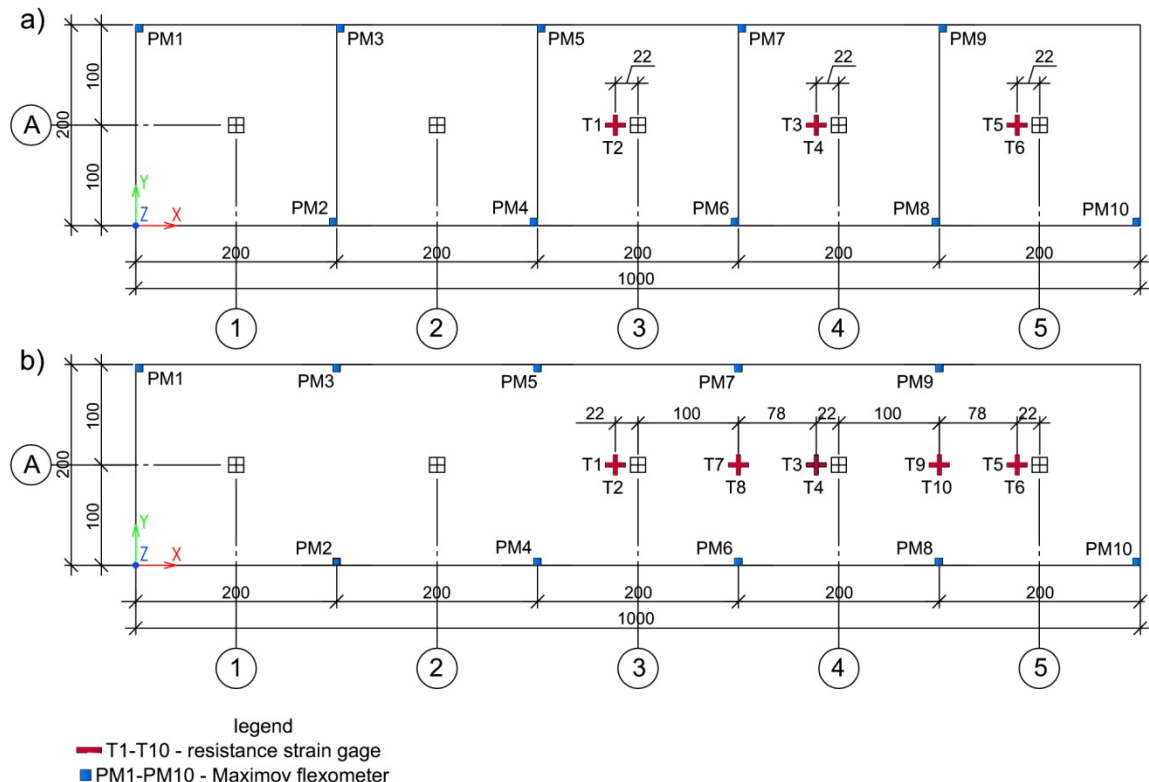 a)
PM1 PM3 PM5 PM7 PM9
22 22 22
100
A
200
T1 T3 T5
T2 T4 T6
100
Y
PM2 PM4 PM6 PM8 PM10
Z X
200 200 200 200 200
1000
1 2 3 4 5
b)
PM1 PM3 PM5 PM7 PM9
100
22 100 78 22 100 78 22
A
200
T1 T7 T3 T9 T5
T2 T8 T4 T10 T6
100
Y
PM2 PM4 PM6 PM8 PM10
Z X
200 200 200 200 200
1000
1 2 3 4 5
legend
T1-T10 - resistance strain gage
PM1-PM10 - Maximov flexometer